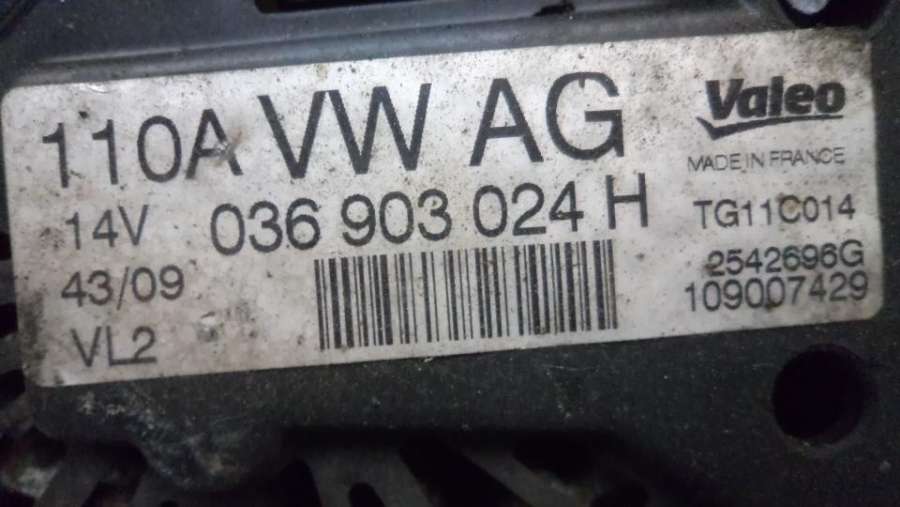 110A VW AG
14V 036 903 024 H
43/09
VL2
Valeo
MADE IN FRANCE
TG11C014
2542696G
109007429